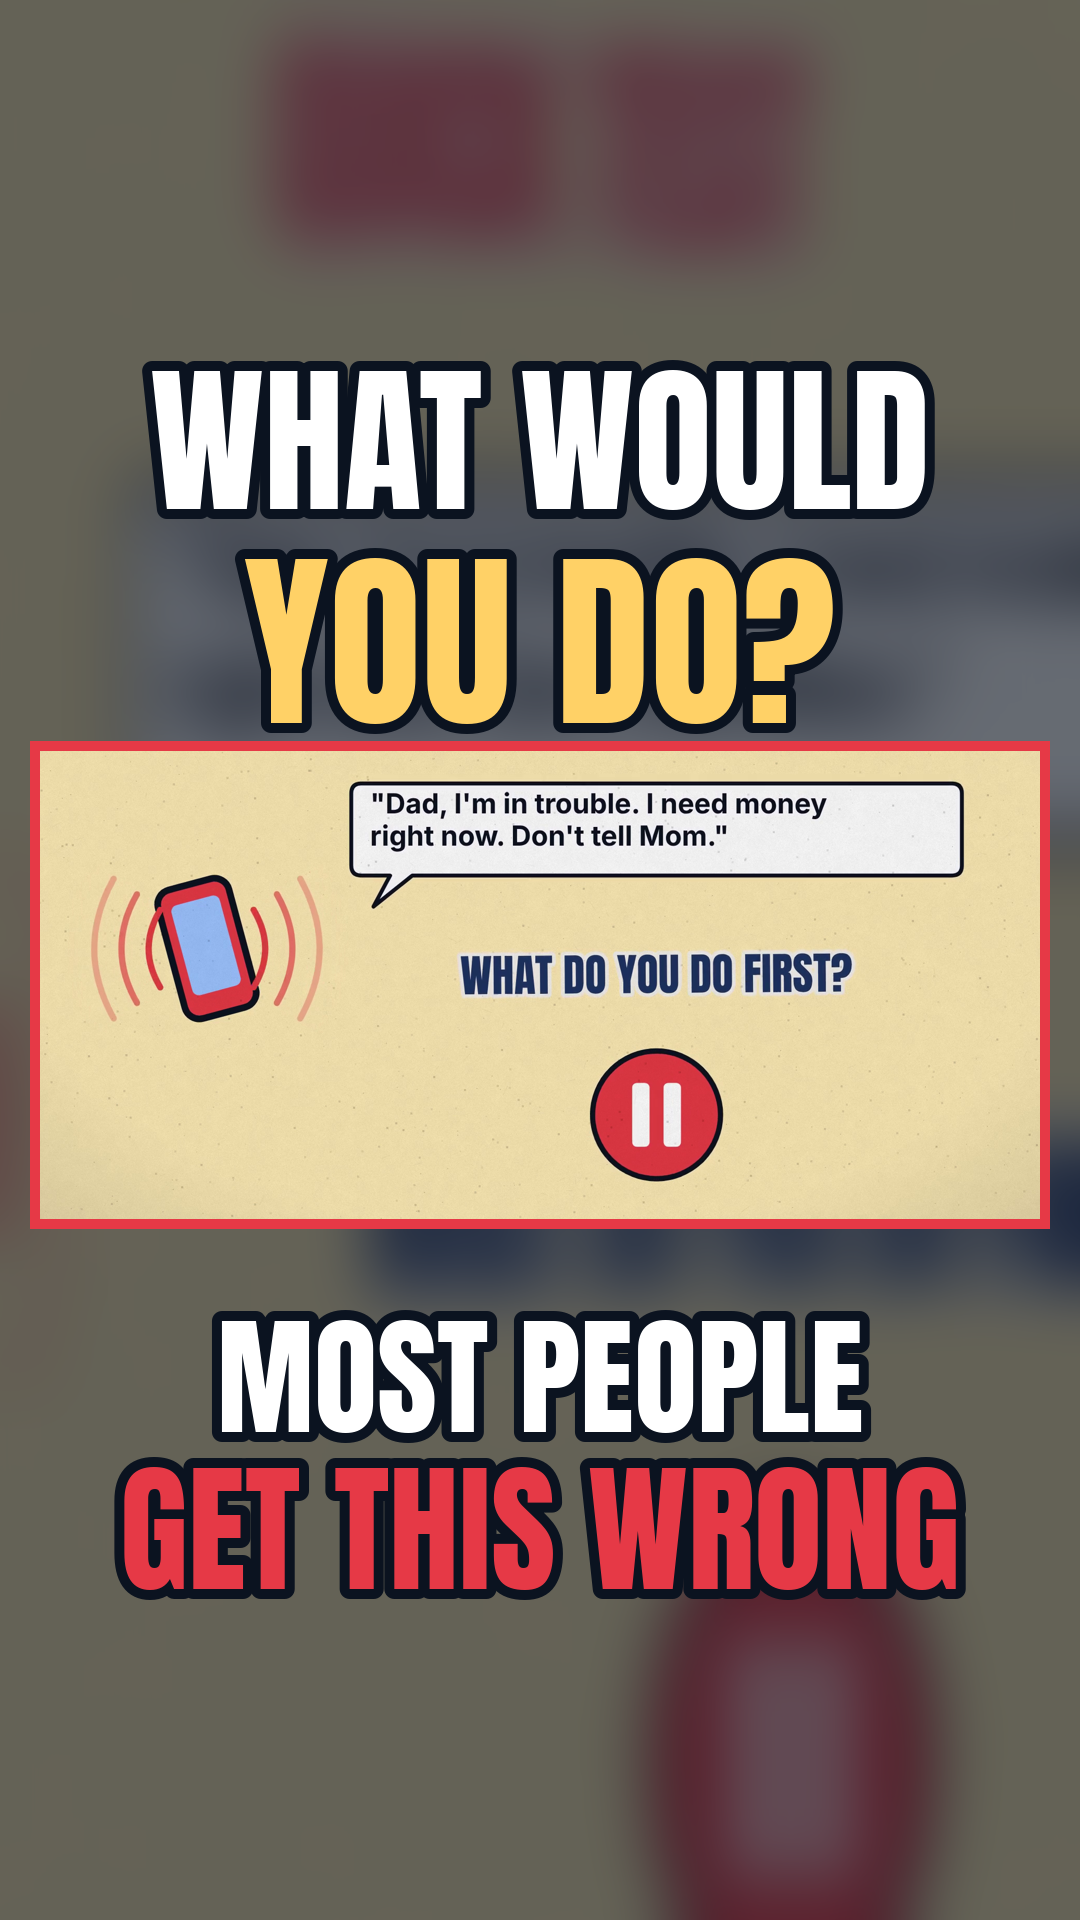 WHAT WOULD
YOU DO?
"Dad, I'm in trouble. I need money
right now. Don't tell Mom."
WHAT DO YOU DO FIRST?
MOST PEOPLE
GET THIS WRONG